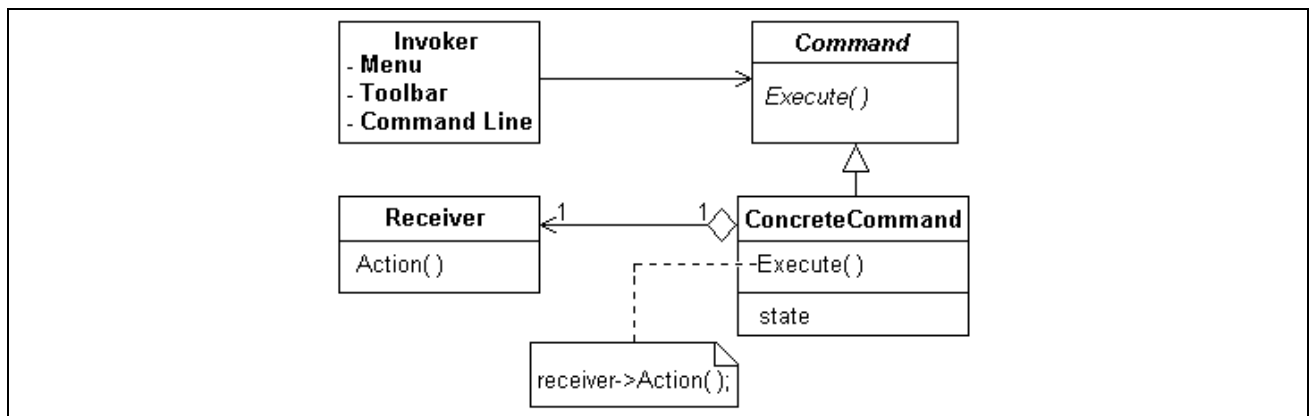 Invoker
- Menu
- Toolbar
- Command Line
Command
Execute( )
Receiver
Action( )
1
1
ConcreteCommand
Execute( )
state
receiver->Action( );